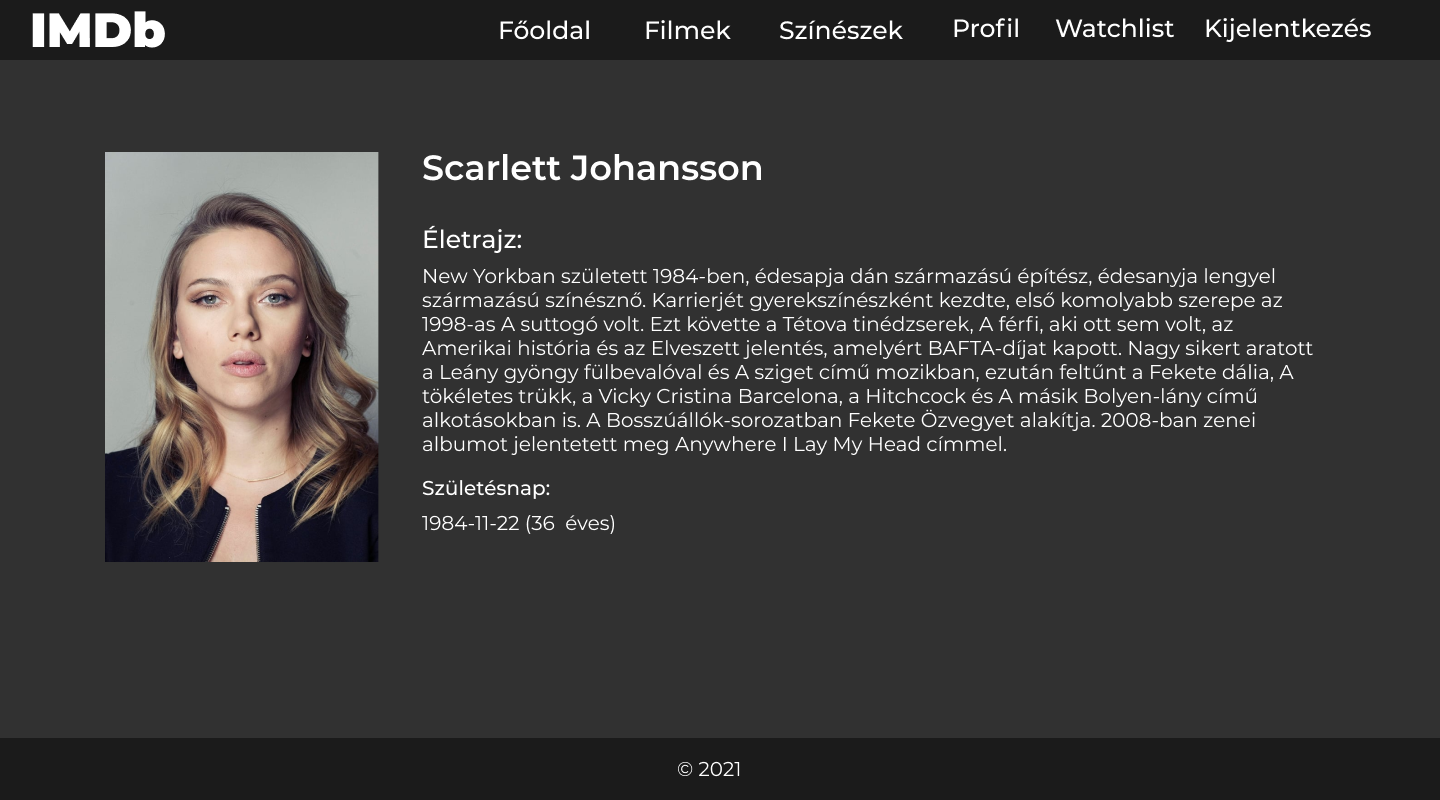 IMDb
Főoldal Filmek Színészek Profil Watchlist Kijelentkezés
Scarlett Johansson
Életrajz:
New Yorkban született 1984-ben, édesapja dán származású építész, édesanyja lengyel
származású színésznő. Karrierjét gyerekszínészként kezdte, első komolyabb szerepe az
1998-as A suttogó volt. Ezt követte a Tétova tinédzserek, A férfi, aki ott sem volt, az
Amerikai história és az Elveszett jelentés, amelyért BAFTA-díjat kapott. Nagy sikert aratott
a Leány gyöngy fülbevalóval és A sziget című mozikban, ezután feltűnt a Fekete dália, A
tökéletes trükk, a Vicky Cristina Barcelona, a Hitchcock és A másik Bolyen-lány című
alkotásokban is. A Bosszúállók-sorozatban Fekete Özvegyet alakítja. 2008-ban zenei
albumot jelentetett meg Anywhere I Lay My Head címmel.
Születésnap:
1984-11-22 (36  éves)
© 2021